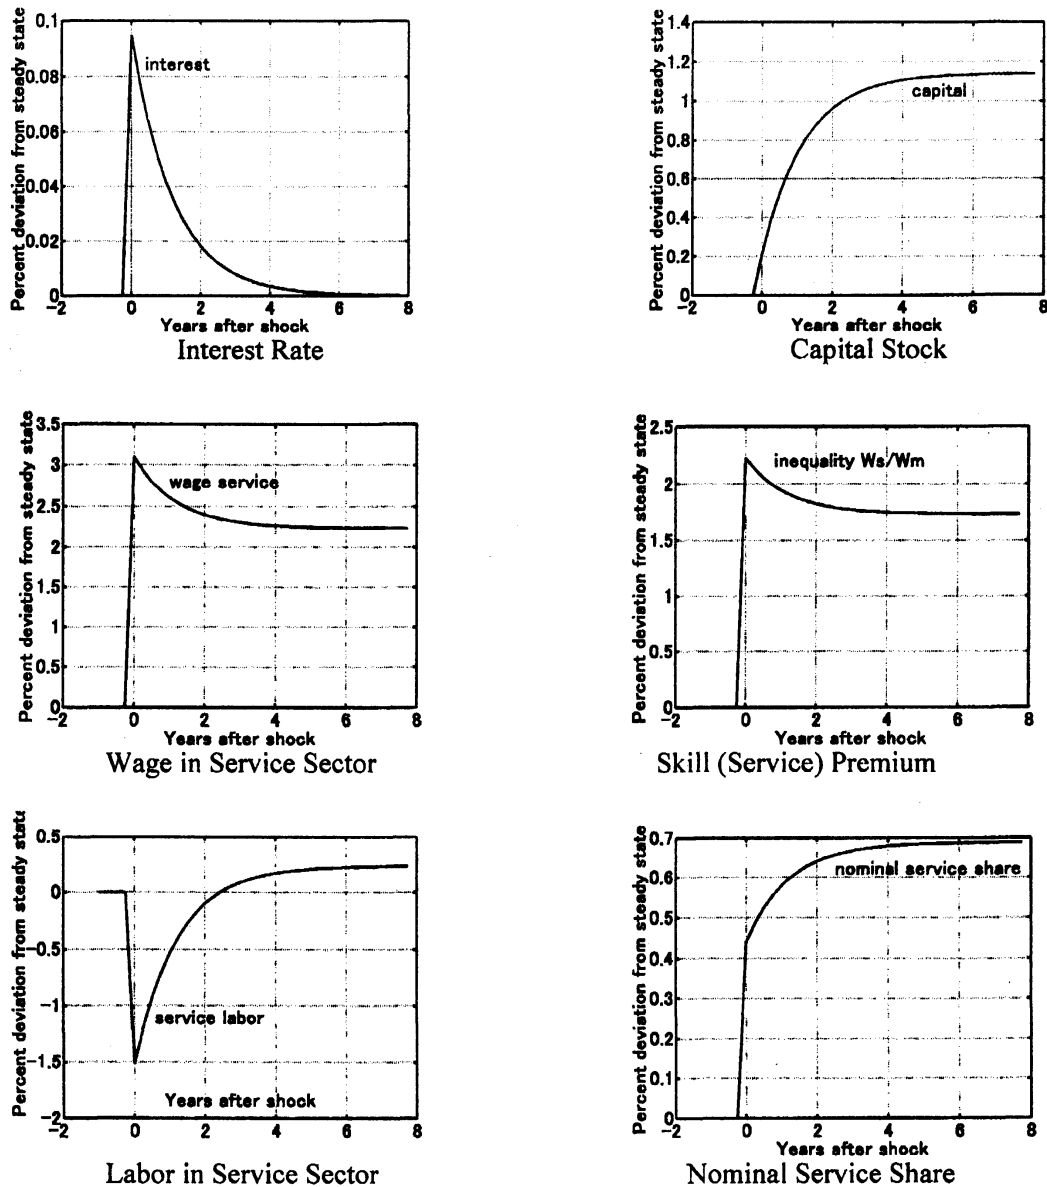 Percent deviation from steady state
0.1
0.08
0.06
0.04
0.02
0
interest
-2 0 2 4 6 8
Years after shock
Interest Rate
Percent deviation from steady state
1.4
1.2
1
0.8
0.6
0.4
0.2
0
capital
-2 0 2 4 6 8
Years after shock
Capital Stock
Percent deviation from steady state
3.5
3
2.5
2
1.5
1
0.5
0
wage service
-2 0 2 4 6 8
Years after shock
Wage in Service Sector
Percent deviation from steady state
2.5
2
1.5
1
0.5
0
inequality Ws/Wm
-2 0 2 4 6 8
Years after shock
Skill (Service) Premium
Percent deviation from steady state
0.5
0
-0.5
-1
-1.5
-2
service labor
Years after shock
-2 0 2 4 6 8
Labor in Service Sector
Percent deviation from steady state
0.7
0.6
0.5
0.4
0.3
0.2
0.1
0
nominal service share
-2 0 2 4 6 8
Years after shock
Nominal Service Share